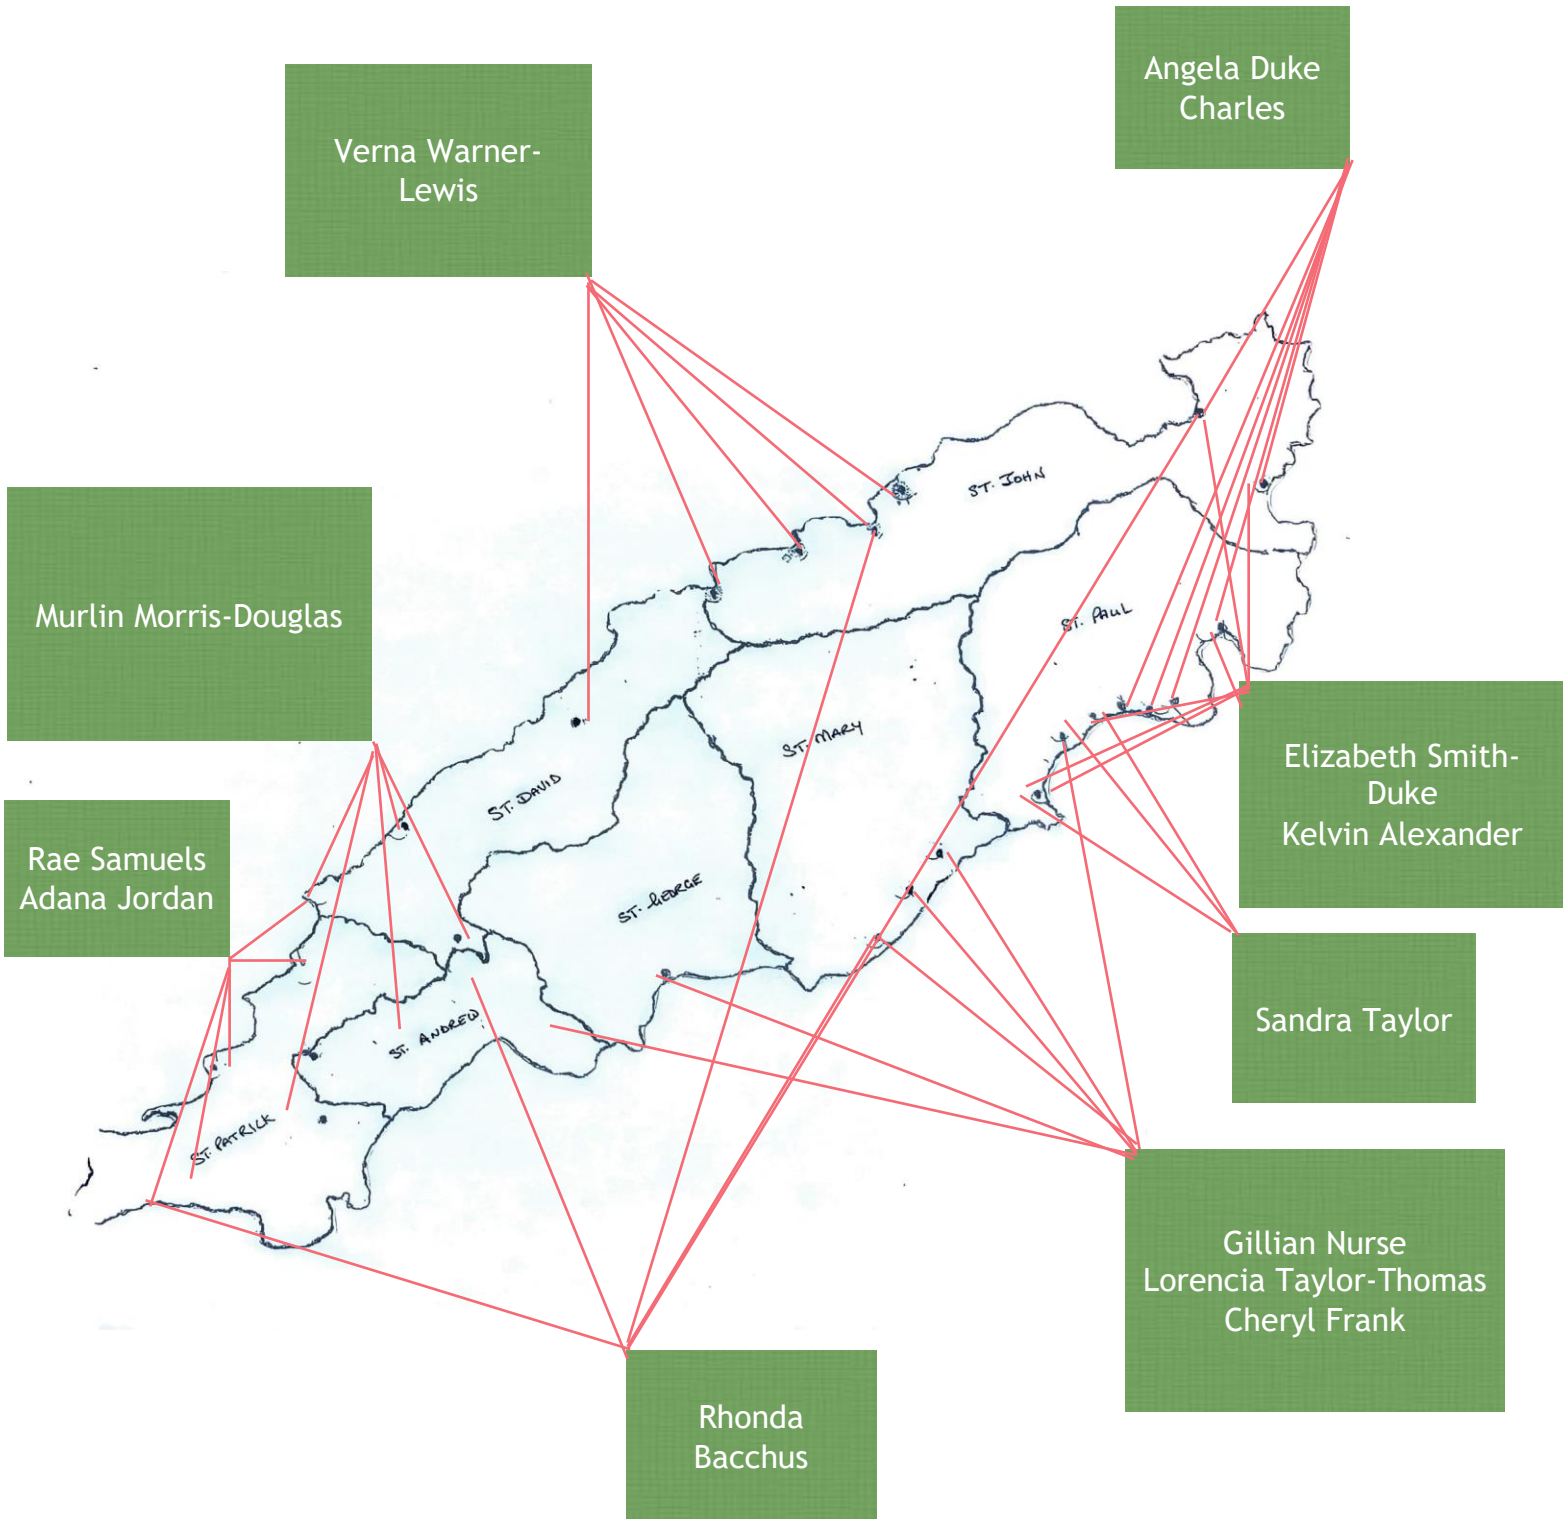 Angela Duke
Charles
Verna Warner-
Lewis
ST. JOHN
Murlin Morris-Douglas
ST. PAUL
ST. MARY
ST. DAVID
Elizabeth Smith-
Duke
Kelvin Alexander
Rae Samuels
Adana Jordan
ST. GEORGE
Sandra Taylor
ST. ANDREW
ST. PATRICK
Gillian Nurse
Lorencia Taylor-Thomas
Cheryl Frank
Rhonda
Bacchus